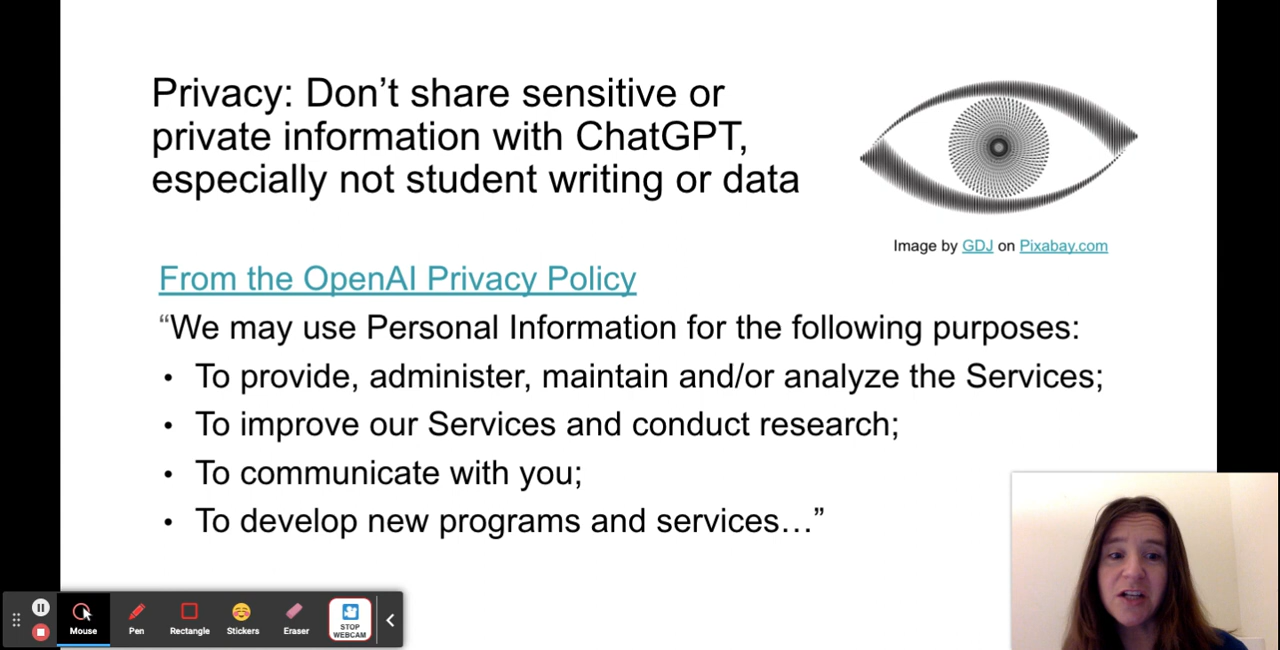 Privacy: Don’t share sensitive or
private information with ChatGPT,
especially not student writing or data
Image by GDJ on Pixabay.com
From the OpenAI Privacy Policy
“We may use Personal Information for the following purposes:
• To provide, administer, maintain and/or analyze the Services;
• To improve our Services and conduct research;
• To communicate with you;
• To develop new programs and services…”
Mouse
Pen
Rectangle
Stickers
Eraser
STOP
WEBCAM